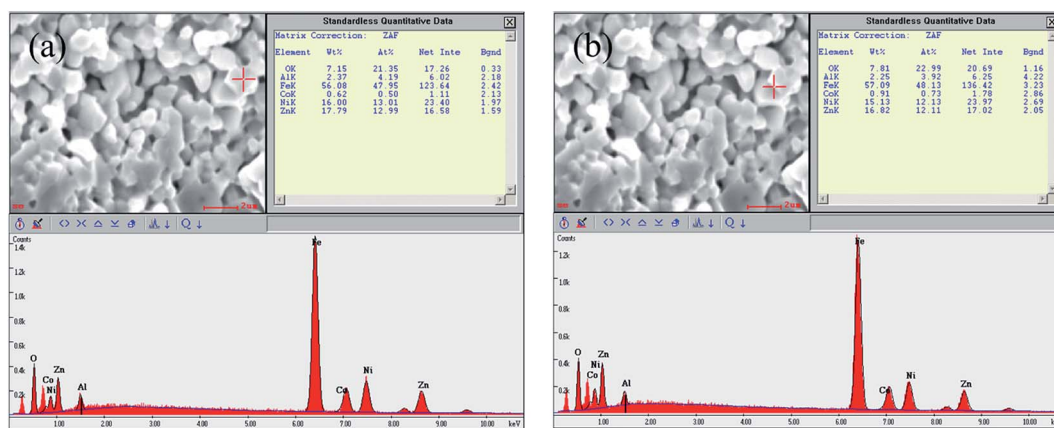 (a)
Standardless Quantitative Data
Matrix Correction: ZAF
Element Wt% At% Net Inte Bgnd
OK 7.15 21.35 17.26 0.33
AlK 2.37 4.19 6.02 2.18
FeK 56.08 47.95 123.64 2.42
CoK 0.62 0.50 1.11 2.13
NiK 16.00 13.01 23.40 1.97
ZnK 17.79 12.99 16.58 1.59
2um
Counts
1.4k
1.2k
1.0k
0.8k
0.6k
0.4k
0.2k
O
Co
Ni
Zn
Al
Fe
Co
Ni
Zn
1.00 2.00 3.00 4.00 5.00 6.00 7.00 8.00 9.00 10.00 keV
(b)
Standardless Quantitative Data
Matrix Correction: ZAF
Element Wt% At% Net Inte Bgnd
OK 7.81 22.99 20.69 1.16
AlK 2.25 3.92 6.25 4.22
FeK 57.09 48.13 136.42 3.23
CoK 0.91 0.73 1.78 2.86
NiK 15.13 12.13 23.97 2.69
ZnK 16.82 12.11 17.02 2.05
2um
Counts
1.2k
1.0k
0.8k
0.6k
0.4k
0.2k
O
Co
Ni
Zn
Al
Fe
Co
Ni
Zn
1.00 2.00 3.00 4.00 5.00 6.00 7.00 8.00 9.00 10.00